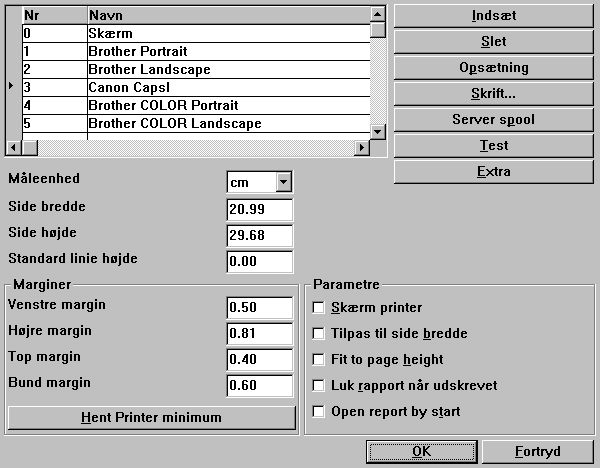 Nr Navn
0 Skærm
1 Brother Portrait
2 Brother Landscape
3 Canon Capsl
4 Brother COLOR Portrait
5 Brother COLOR Landscape
Indsæt
Slet
Opsætning
Skrift...
Server spool
Test
Extra
Måleenhed cm
Side bredde 20.99
Side højde 29.68
Standard linie højde 0.00
Marginer
Venstre margin 0.50
Højre margin 0.81
Top margin 0.40
Bund margin 0.60
Hent Printer minimum
Parametre
Skærm printer
Tilpas til side bredde
Fit to page height
Luk rapport når udskrevet
Open report by start
OK Fortryd